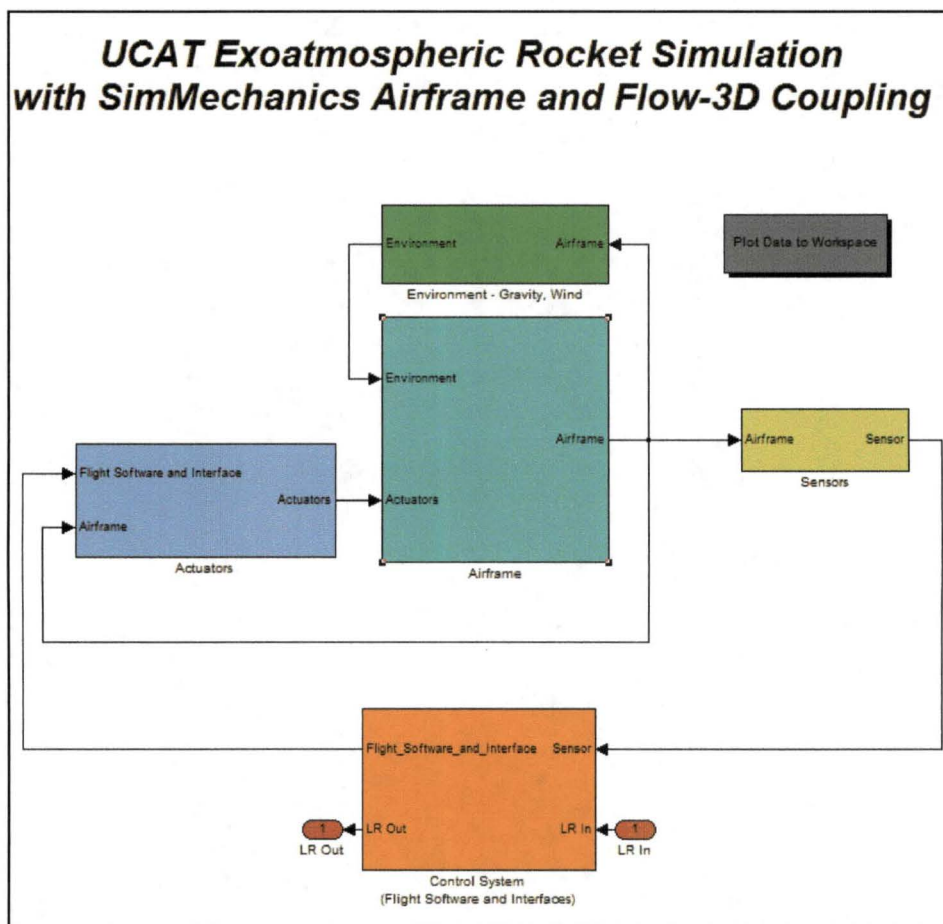 UCAT Exoatmospheric Rocket Simulation
with SimMechanics Airframe and Flow-3D Coupling
Environment
Airframe
Environment - Gravity, Wind
Plot Data to Workspace
Environment
Airframe
Actuators
Airframe
Flight Software and Interface
Actuators
Airframe
Actuators
Airframe
Sensor
Sensors
Flight_Software_and_Interface
Sensor
LR Out
LR In
1
LR Out
1
LR In
Control System
(Flight Software and Interfaces)